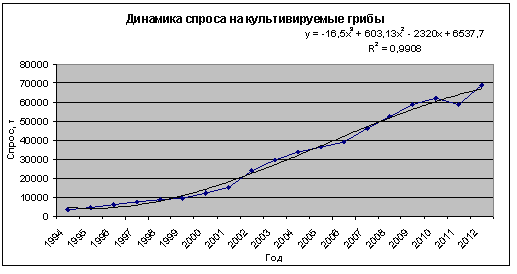 Динамика спроса на культивируемые грибы
y = -16,5x³ + 603,13x² - 2320x + 6537,7
R² = 0,9908
80000
70000
60000
50000
40000
30000
20000
10000
0
Спрос, т
1994 1995 1996 1997 1998 1999 2000 2001 2002 2003 2004 2005 2006 2007 2008 2009 2010 2011 2012
Год